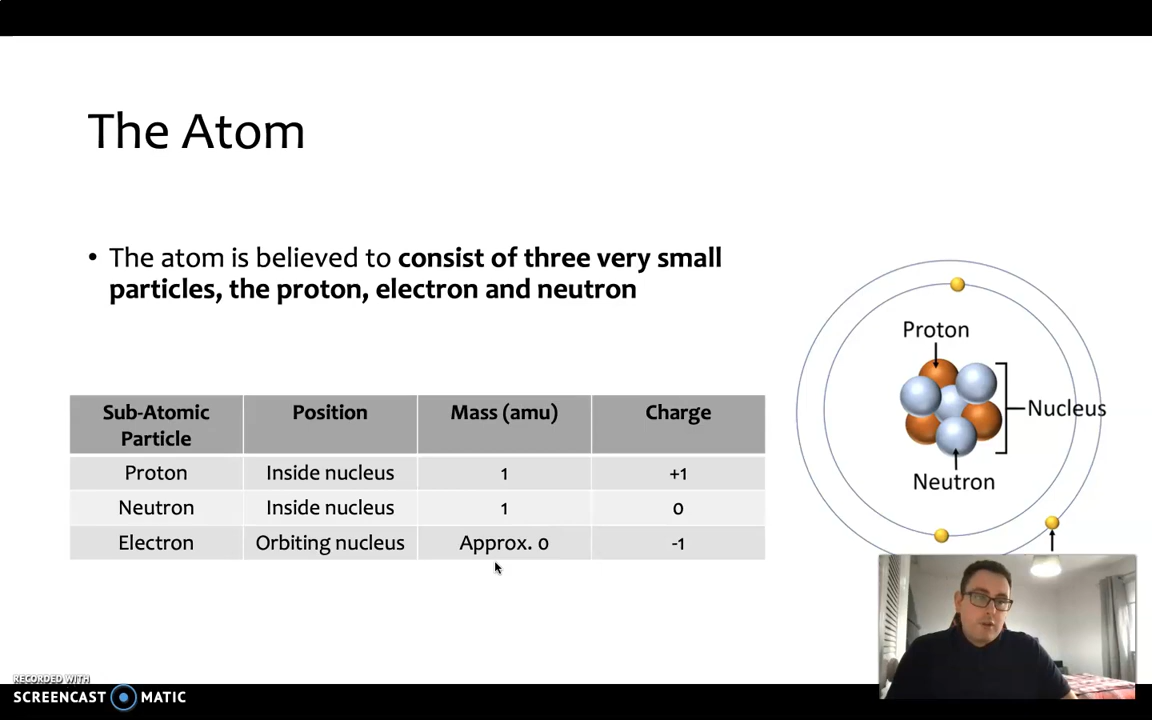 The Atom
• The atom is believed to consist of three very small
particles, the proton, electron and neutron
Sub-Atomic Particle Position Mass (amu) Charge
Proton Inside nucleus 1 +1
Neutron Inside nucleus 1 0
Electron Orbiting nucleus Approx. 0 -1
Proton
Nucleus
Neutron
RECORDED WITH
SCREENCAST MATIC